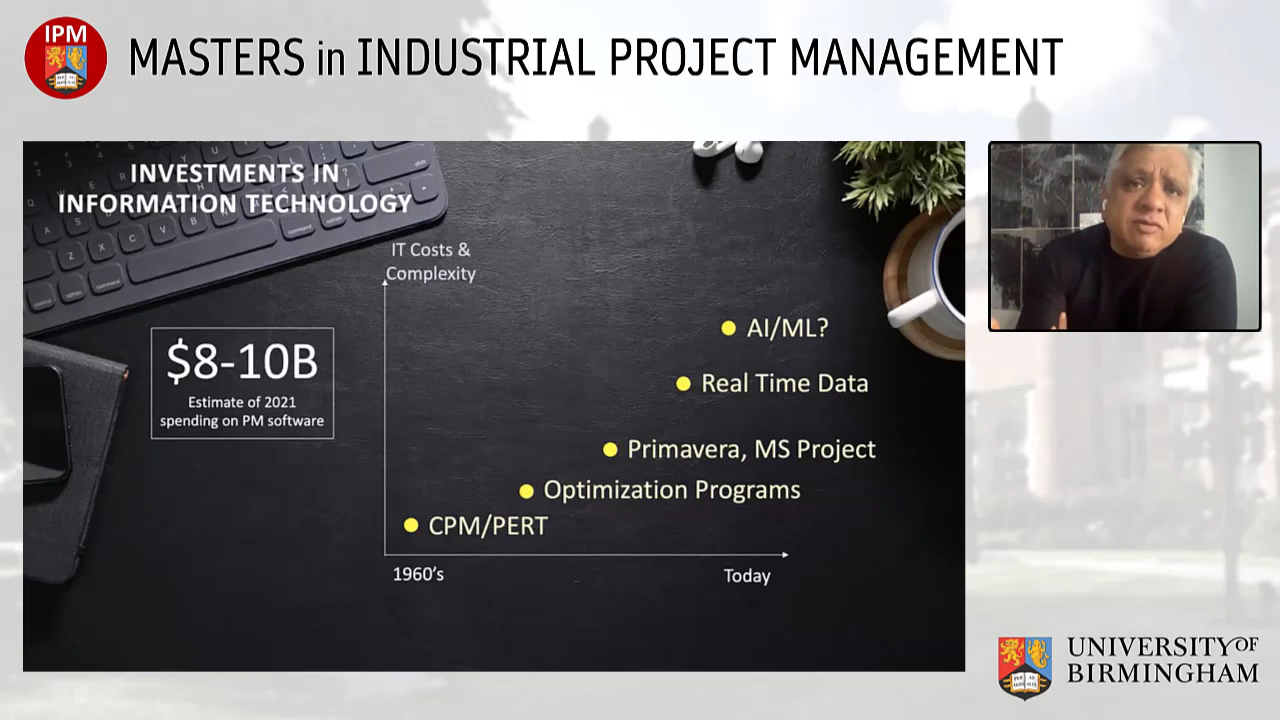 IPM
MASTERS in INDUSTRIAL PROJECT MANAGEMENT
INVESTMENTS IN
INFORMATION TECHNOLOGY
IT Costs &
Complexity
$8-10B
Estimate of 2021
spending on PM software
AI/ML?
Real Time Data
Primavera, MS Project
Optimization Programs
CPM/PERT
1960's
Today
UNIVERSITY OF
BIRMINGHAM